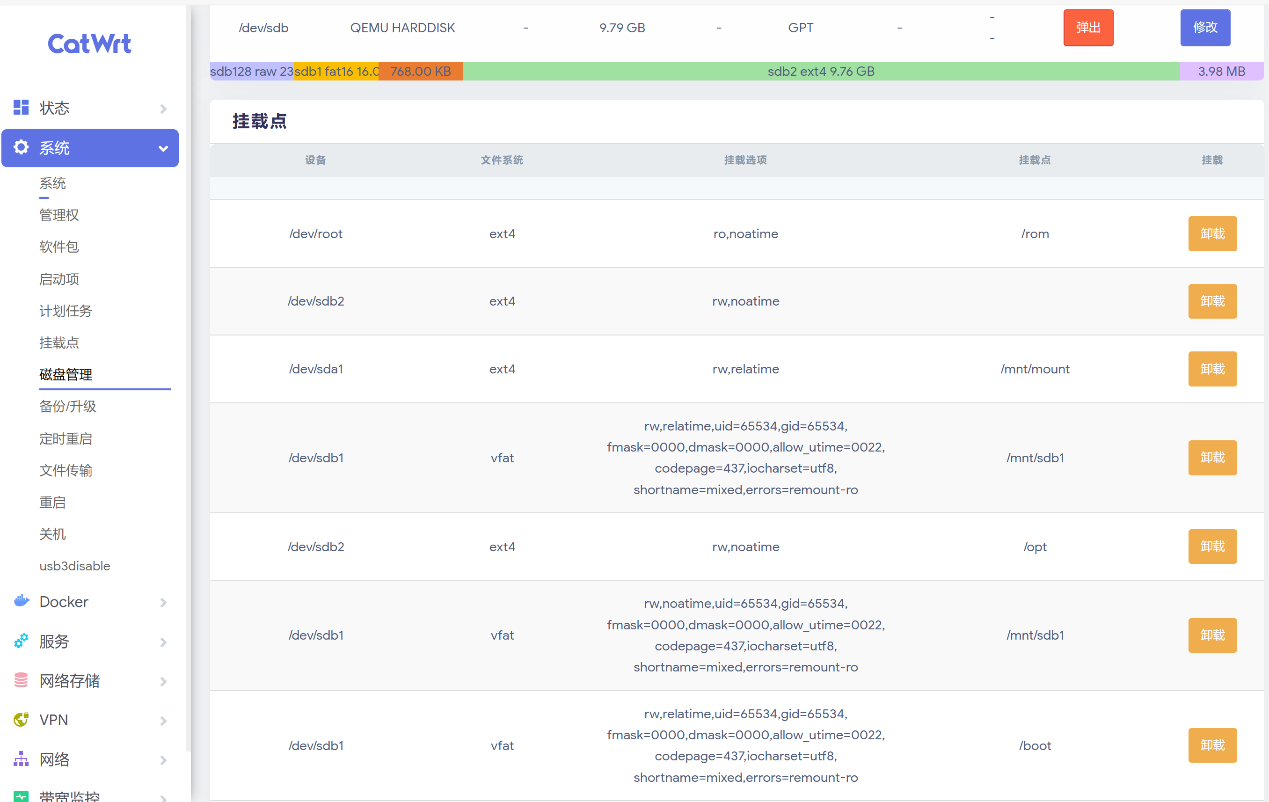 /dev/sdb QEMU HARDDISK - 9.79 GB - GPT - - - 弹出 修改
sdb128 raw 23 sdb1 fat16 16.0 768.00 KB sdb2 ext4 9.76 GB 3.98 MB
CatWrt
状态
系统
系统
管理权
软件包
启动项
计划任务
挂载点
磁盘管理
备份/升级
定时重启
文件传输
重启
关机
usb3disable
Docker
服务
网络存储
VPN
网络
带宽监控
挂载点
设备 文件系统 挂载选项 挂载点 挂载
/dev/root ext4 ro,noatime /rom 卸载
/dev/sdb2 ext4 rw,noatime 卸载
/dev/sda1 ext4 rw,relatime /mnt/mount 卸载
rw,relatime,uid=65534,gid=65534,
fmask=0000,dmask=0000,allow_utime=0022,
/dev/sdb1 vfat /mnt/sdb1 卸载
codepage=437,iocharset=utf8,
shortname=mixed,errors=remount-ro
/dev/sdb2 ext4 rw,noatime /opt 卸载
rw,noatime,uid=65534,gid=65534,
fmask=0000,dmask=0000,allow_utime=0022,
/dev/sdb1 vfat /mnt/sdb1 卸载
codepage=437,iocharset=utf8,
shortname=mixed,errors=remount-ro
rw,relatime,uid=65534,gid=65534,
fmask=0000,dmask=0000,allow_utime=0022,
/dev/sdb1 vfat /boot 卸载
codepage=437,iocharset=utf8,
shortname=mixed,errors=remount-ro